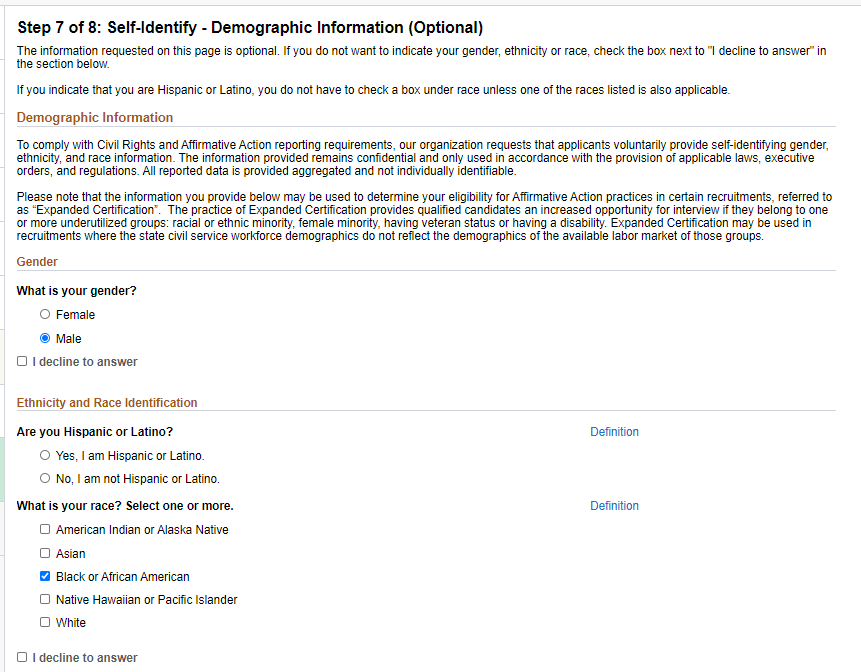 Step 7 of 8: Self-Identify - Demographic Information (Optional)
The information requested on this page is optional. If you do not want to indicate your gender, ethnicity or race, check the box next to "I decline to answer" in
the section below.
If you indicate that you are Hispanic or Latino, you do not have to check a box under race unless one of the races listed is also applicable.
Demographic Information
To comply with Civil Rights and Affirmative Action reporting requirements, our organization requests that applicants voluntarily provide self-identifying gender,
ethnicity, and race information. The information provided remains confidential and only used in accordance with the provision of applicable laws, executive
orders, and regulations. All reported data is provided aggregated and not individually identifiable.
Please note that the information you provide below may be used to determine your eligibility for Affirmative Action practices in certain recruitments, referred to
as “Expanded Certification”.  The practice of Expanded Certification provides qualified candidates an increased opportunity for interview if they belong to one
or more underutilized groups: racial or ethnic minority, female minority, having veteran status or having a disability. Expanded Certification may be used in
recruitments where the state civil service workforce demographics do not reflect the demographics of the available labor market of those groups.
Gender
What is your gender?
Female
Male
I decline to answer
Ethnicity and Race Identification
Are you Hispanic or Latino? Definition
Yes, I am Hispanic or Latino.
No, I am not Hispanic or Latino.
What is your race? Select one or more. Definition
American Indian or Alaska Native
Asian
Black or African American
Native Hawaiian or Pacific Islander
White
I decline to answer